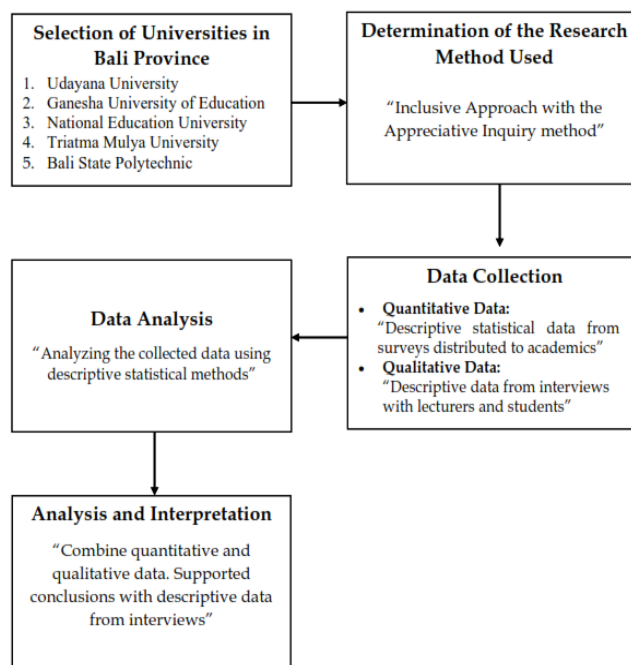 Selection of Universities in
Bali Province
1. Udayana University
2. Ganesha University of Education
3. National Education University
4. Triatma Mulya University
5. Bali State Polytechnic
Determination of the Research
Method Used
“Inclusive Approach with the
Appreciative Inquiry method”
Data Collection
• Quantitative Data:
“Descriptive statistical data from
surveys distributed to academics”
• Qualitative Data:
“Descriptive data from interviews
with lecturers and students”
Data Analysis
“Analyzing the collected data using
descriptive statistical methods”
Analysis and Interpretation
“Combine quantitative and
qualitative data. Supported
conclusions with descriptive data
from interviews”